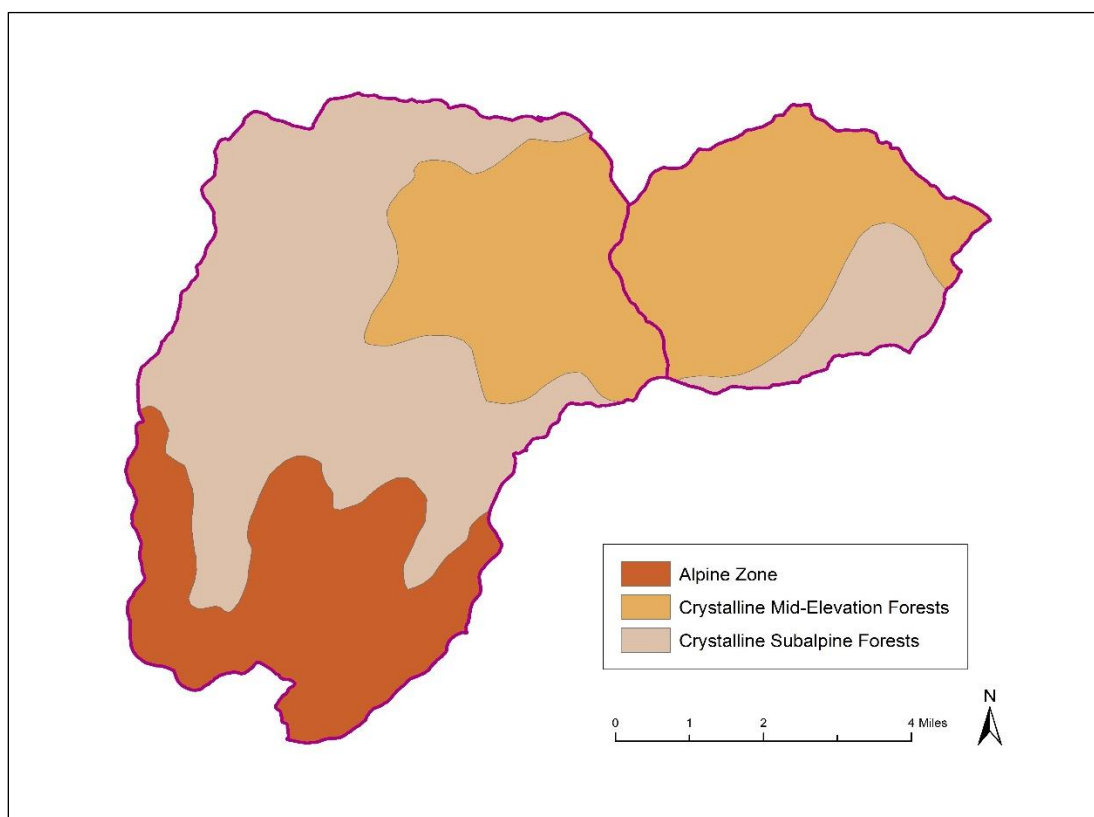 Alpine Zone
Crystalline Mid-Elevation Forests
Crystalline Subalpine Forests
N
0 1 2 4 Miles